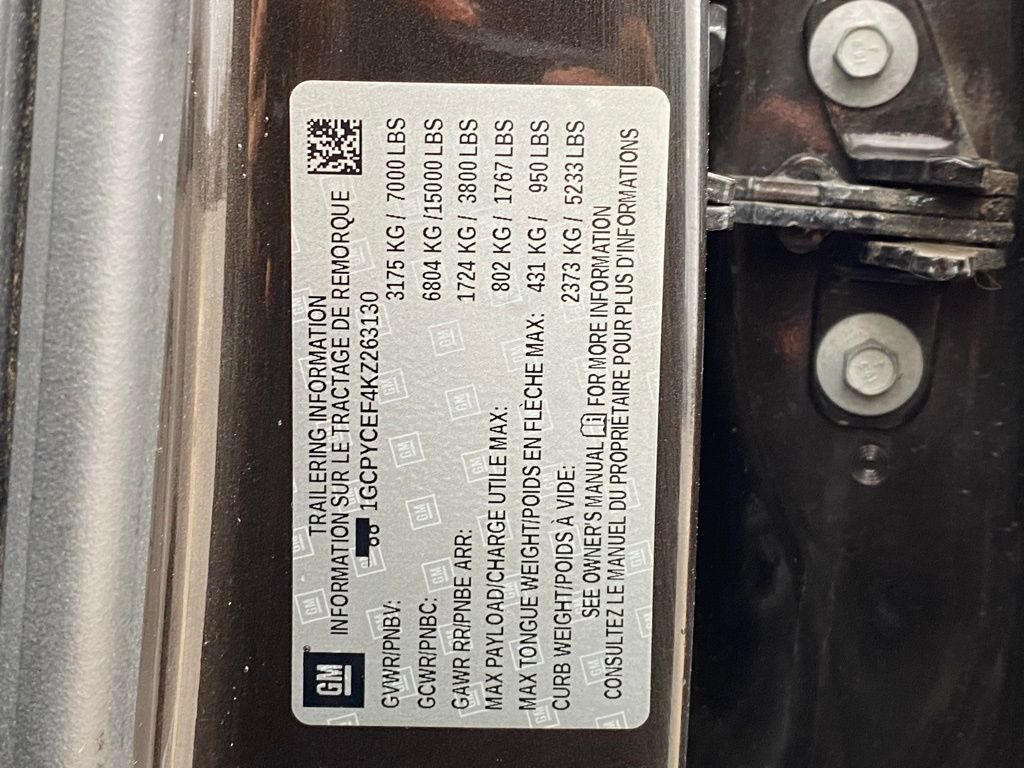 GM
TRAILERING INFORMATION
INFORMATION SUR LE TRACTAGE DE REMORQUE
1GCPYCEF4KZ263130
GVWR/PNBV: 3175 KG / 7000 LBS
GCWR/PNBC: 6804 KG /15000 LBS
GAWR RR/PNBE ARR: 1724 KG / 3800 LBS
MAX PAYLOAD/CHARGE UTILE MAX: 802 KG / 1767 LBS
MAX TONGUE WEIGHT/POIDS EN FLÈCHE MAX: 431 KG / 950 LBS
CURB WEIGHT/POIDS À VIDE: 2373 KG / 5233 LBS
SEE OWNER'S MANUAL FOR MORE INFORMATION
CONSULTEZ LE MANUEL DU PROPRIÉTAIRE POUR PLUS D'INFORMATIONS